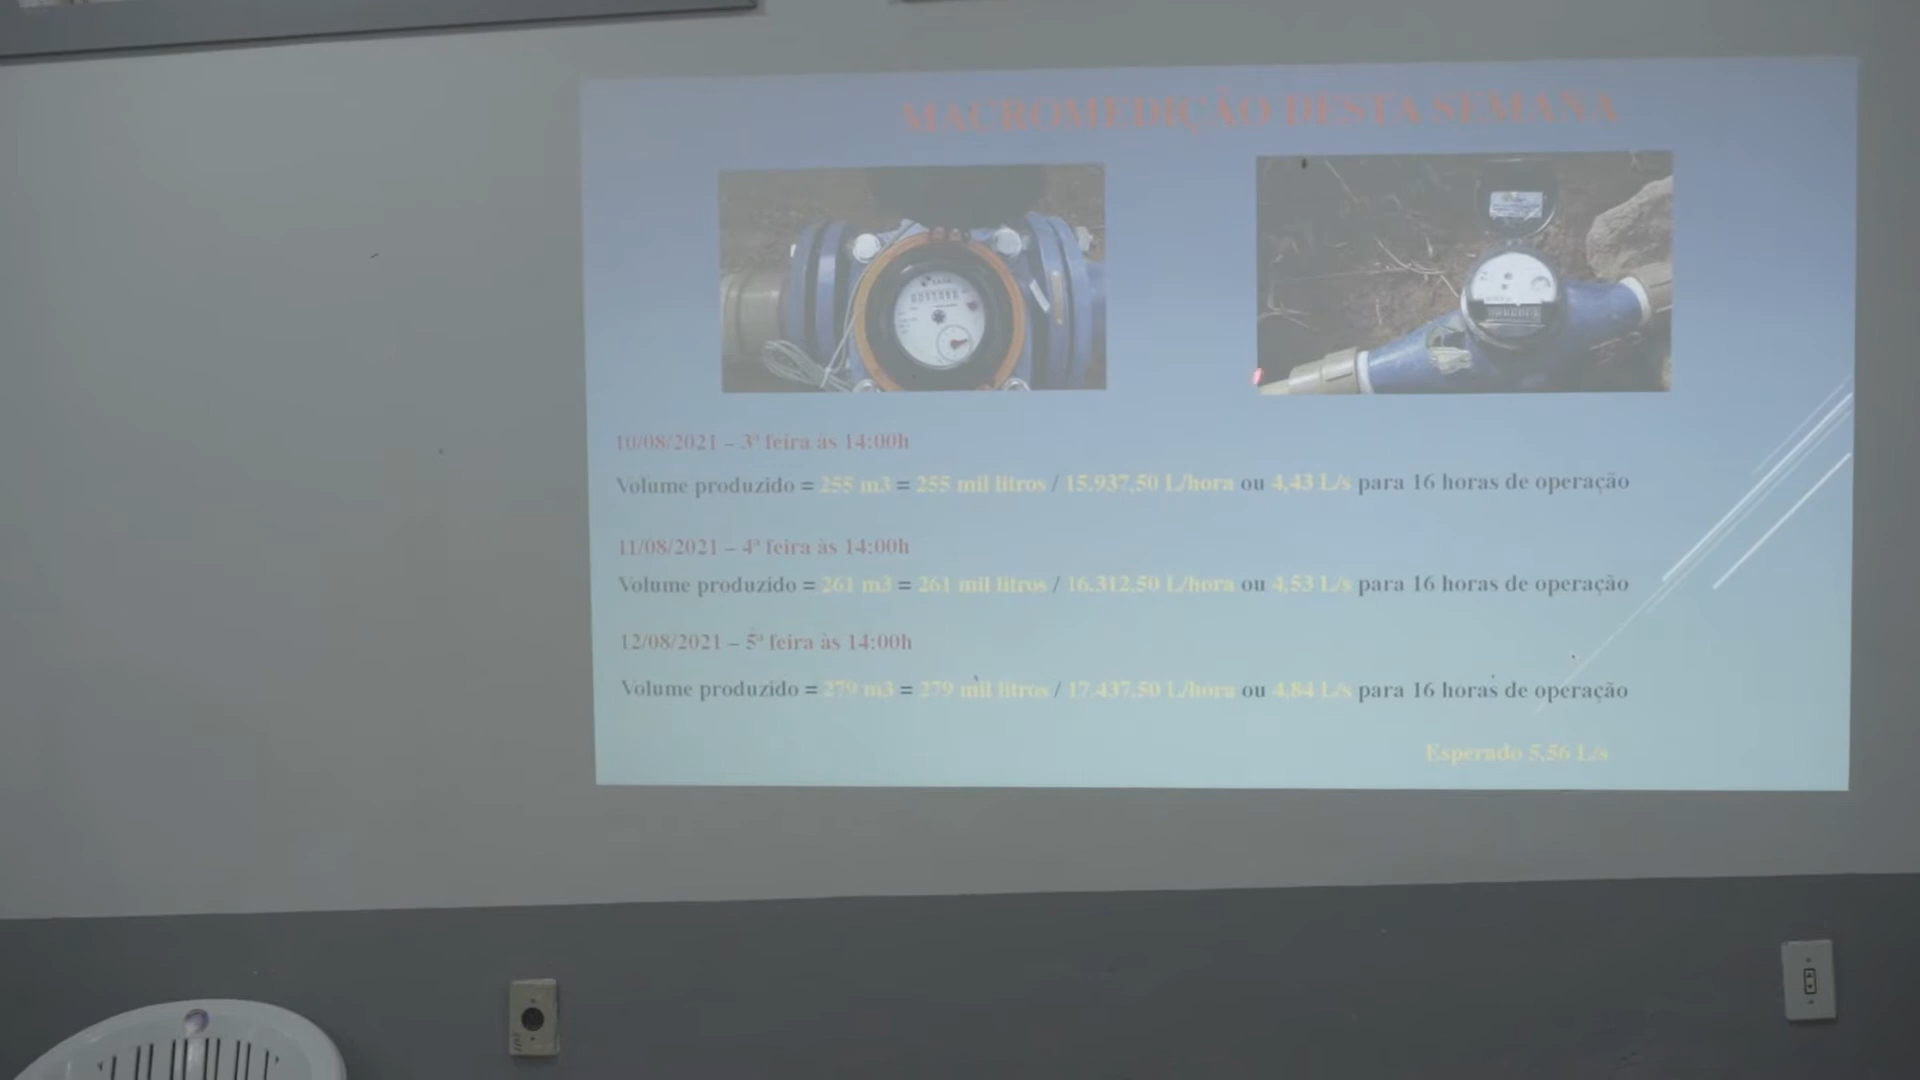 MACROMEDIÇÃO DESTA SEMANA
10/08/2021 – 3ª feira às 14:00h
Volume produzido = 255 m3 = 255 mil litros / 15.937,50 L/hora ou 4,43 L/s para 16 horas de operação
11/08/2021 – 4ª feira às 14:00h
Volume produzido = 261 m3 = 261 mil litros / 16.312,50 L/hora ou 4,53 L/s para 16 horas de operação
12/08/2021 – 5ª feira às 14:00h
Volume produzido = 279 m3 = 279 mil litros / 17.437,50 L/hora ou 4,84 L/s para 16 horas de operação
Esperado 5,56 L/s